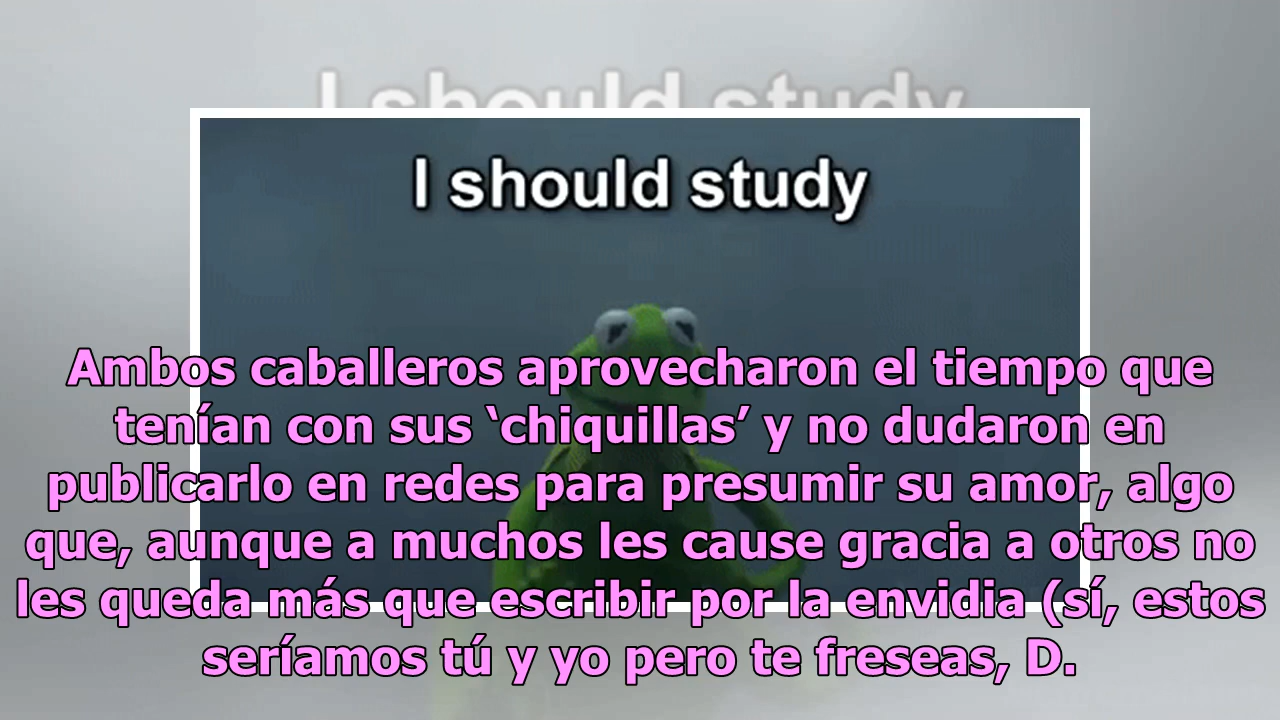 I should study
I should study
Ambos caballeros aprovecharon el tiempo que
tenían con sus ‘chiquillas’ y no dudaron en
publicarlo en redes para presumir su amor, algo
que, aunque a muchos les cause gracia a otros no
les queda más que escribir por la envidia (sí, estos
seríamos tú y yo pero te freseas, D.